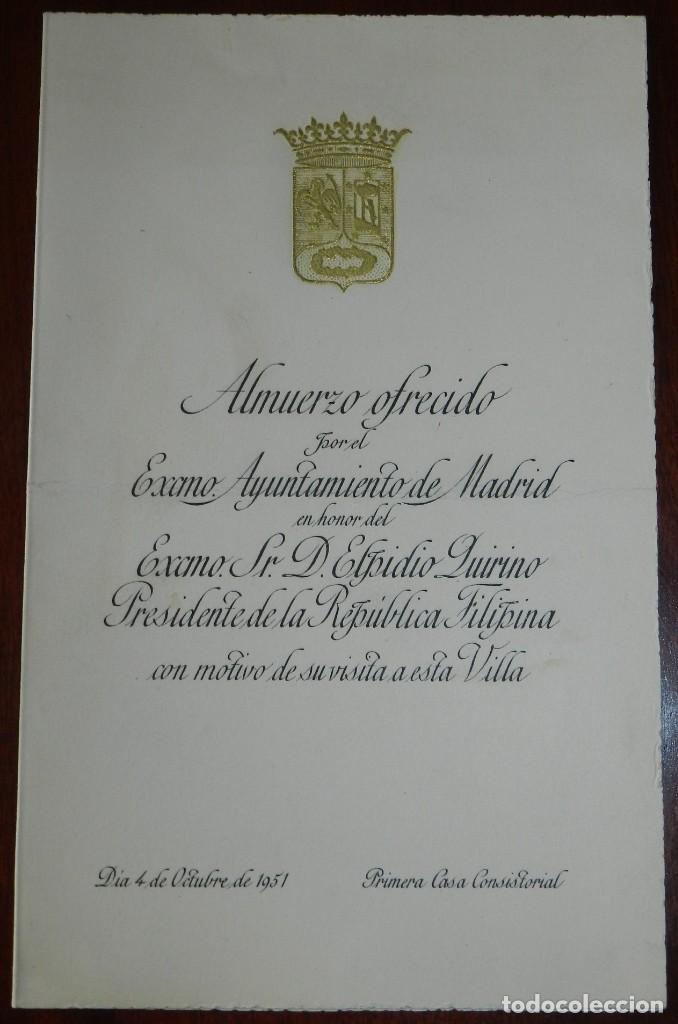 Almuerzo ofrecido
por el
Excmo. Ayuntamiento de Madrid
en honor del
Excmo. Sr. D. Elpidio Quirino
Presidente de la República Filipina
con motivo de su visita a esta Villa
Día 4 de Octubre de 1951 Primera Casa Consistorial
todocoleccion